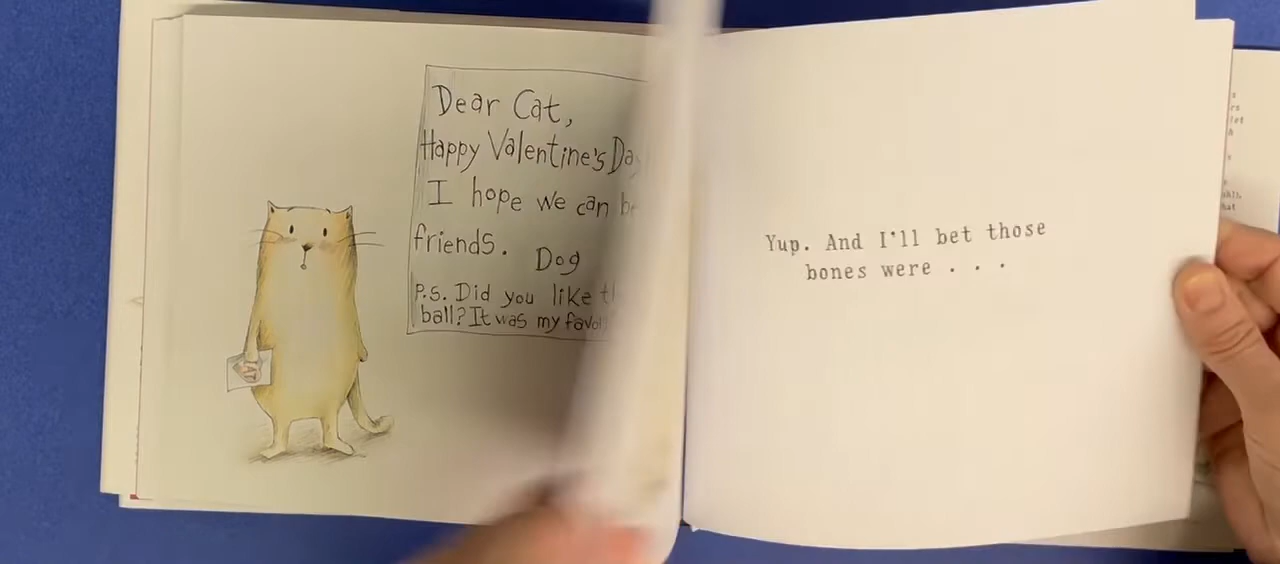 Dear Cat,
Happy Valentine's
I hope we can
friends.
Dog
P.S. Did you like
ball? It was my
Yup. And I'll bet those
bones were . . .